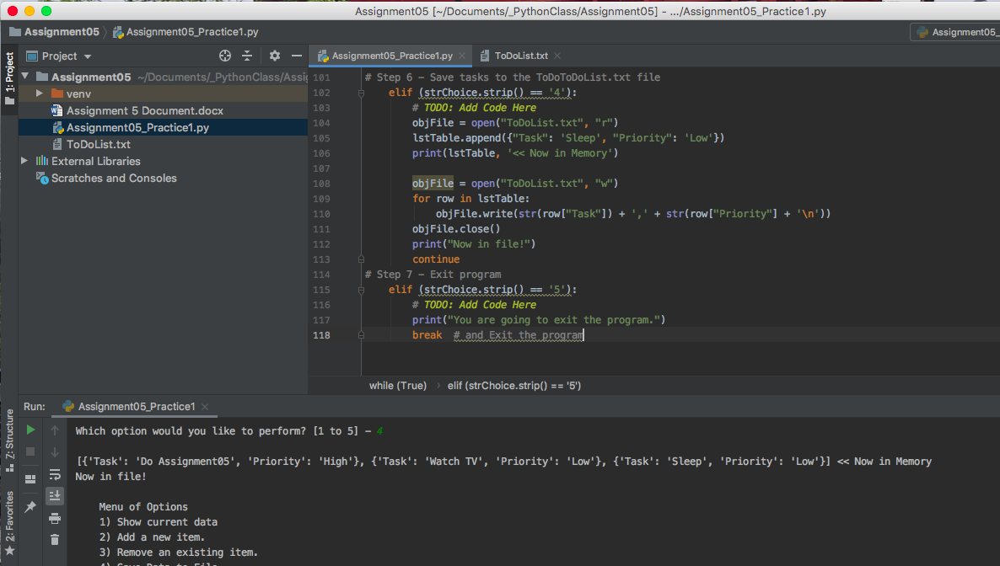 Assignment05 [~/Documents/_PythonClass/Assignment05] - .../Assignment05_Practice1.py
Assignment05
Assignment05_Practice1.py
Assignment05_
1: Project
Project
Assignment05 ~/Documents/_PythonClass/Assig
venv
Assignment 5 Document.docx
Assignment05_Practice1.py
ToDoList.txt
External Libraries
Scratches and Consoles
Assignment05_Practice1.py
ToDoList.txt
101 # Step 6 - Save tasks to the ToDoToDoList.txt file
102 elif (strChoice.strip() == '4'):
103 # TODO: Add Code Here
104 objFile = open("ToDoList.txt", "r")
105 lstTable.append({"Task": 'Sleep', "Priority": 'Low'})
106 print(lstTable, '<< Now in Memory')
107
108 objFile = open("ToDoList.txt", "w")
109 for row in lstTable:
110 objFile.write(str(row["Task"]) + ',' + str(row["Priority"] + '\n'))
111 objFile.close()
112 print("Now in file!")
113 continue
114 # Step 7 - Exit program
115 elif (strChoice.strip() == '5'):
116 # TODO: Add Code Here
117 print("You are going to exit the program.")
118 break # and Exit the program
while (True) › elif (strChoice.strip() == '5')
Run:
Assignment05_Practice1
Z: Structure
2: Favorites
Which option would you like to perform? [1 to 5] - 4
[{'Task': 'Do Assignment05', 'Priority': 'High'}, {'Task': 'Watch TV', 'Priority': 'Low'}, {'Task': 'Sleep', 'Priority': 'Low'}] << Now in Memory
Now in file!
Menu of Options
1) Show current data
2) Add a new item.
3) Remove an existing item.
4) Save Data to File